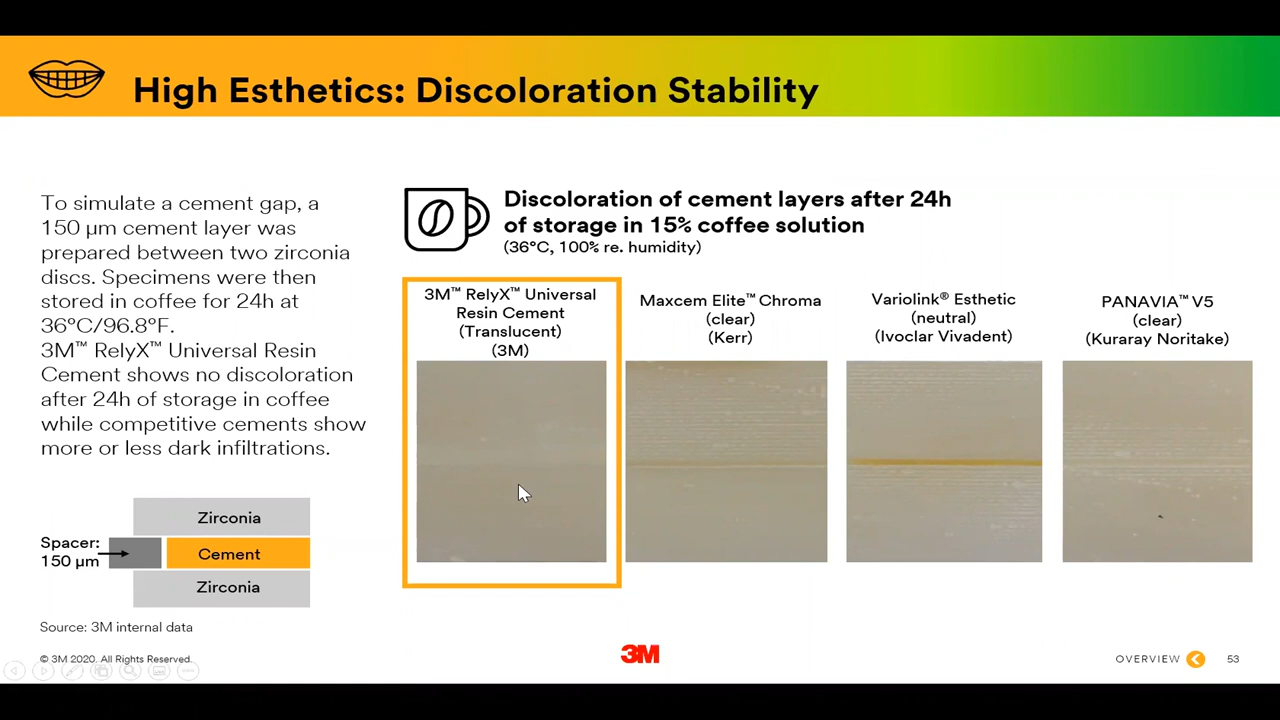 High Esthetics: Discoloration Stability
To simulate a cement gap, a
150 µm cement layer was
prepared between two zirconia
discs. Specimens were then
stored in coffee for 24h at
36°C/96.8°F.
3M™ RelyX™ Universal Resin
Cement shows no discoloration
after 24h of storage in coffee
while competitive cements show
more or less dark infiltrations.
Zirconia
Spacer:
150 µm
Cement
Zirconia
Source: 3M internal data
Discoloration of cement layers after 24h
of storage in 15% coffee solution
(36°C, 100% re. humidity)
3M™ RelyX™ Universal
Resin Cement
(Translucent)
(3M)
Maxcem Elite™ Chroma
(clear)
(Kerr)
Variolink® Esthetic
(neutral)
(Ivoclar Vivadent)
PANAVIA™ V5
(clear)
(Kuraray Noritake)
© 3M 2020. All Rights Reserved.
3M
OVERVIEW
53